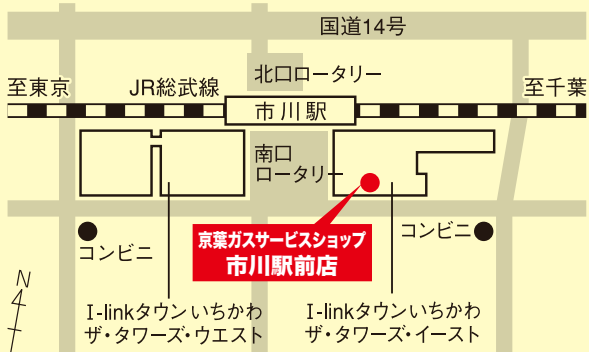 国道14号
北口ロータリー
至東京
JR総武線
至千葉
市川駅
南口
ロータリー
京葉ガスサービスショップ
市川駅前店
コンビニ
コンビニ
N
I-linkタウンいちかわ
ザ・タワーズ・ウエスト
I-linkタウンいちかわ
ザ・タワーズ・イースト